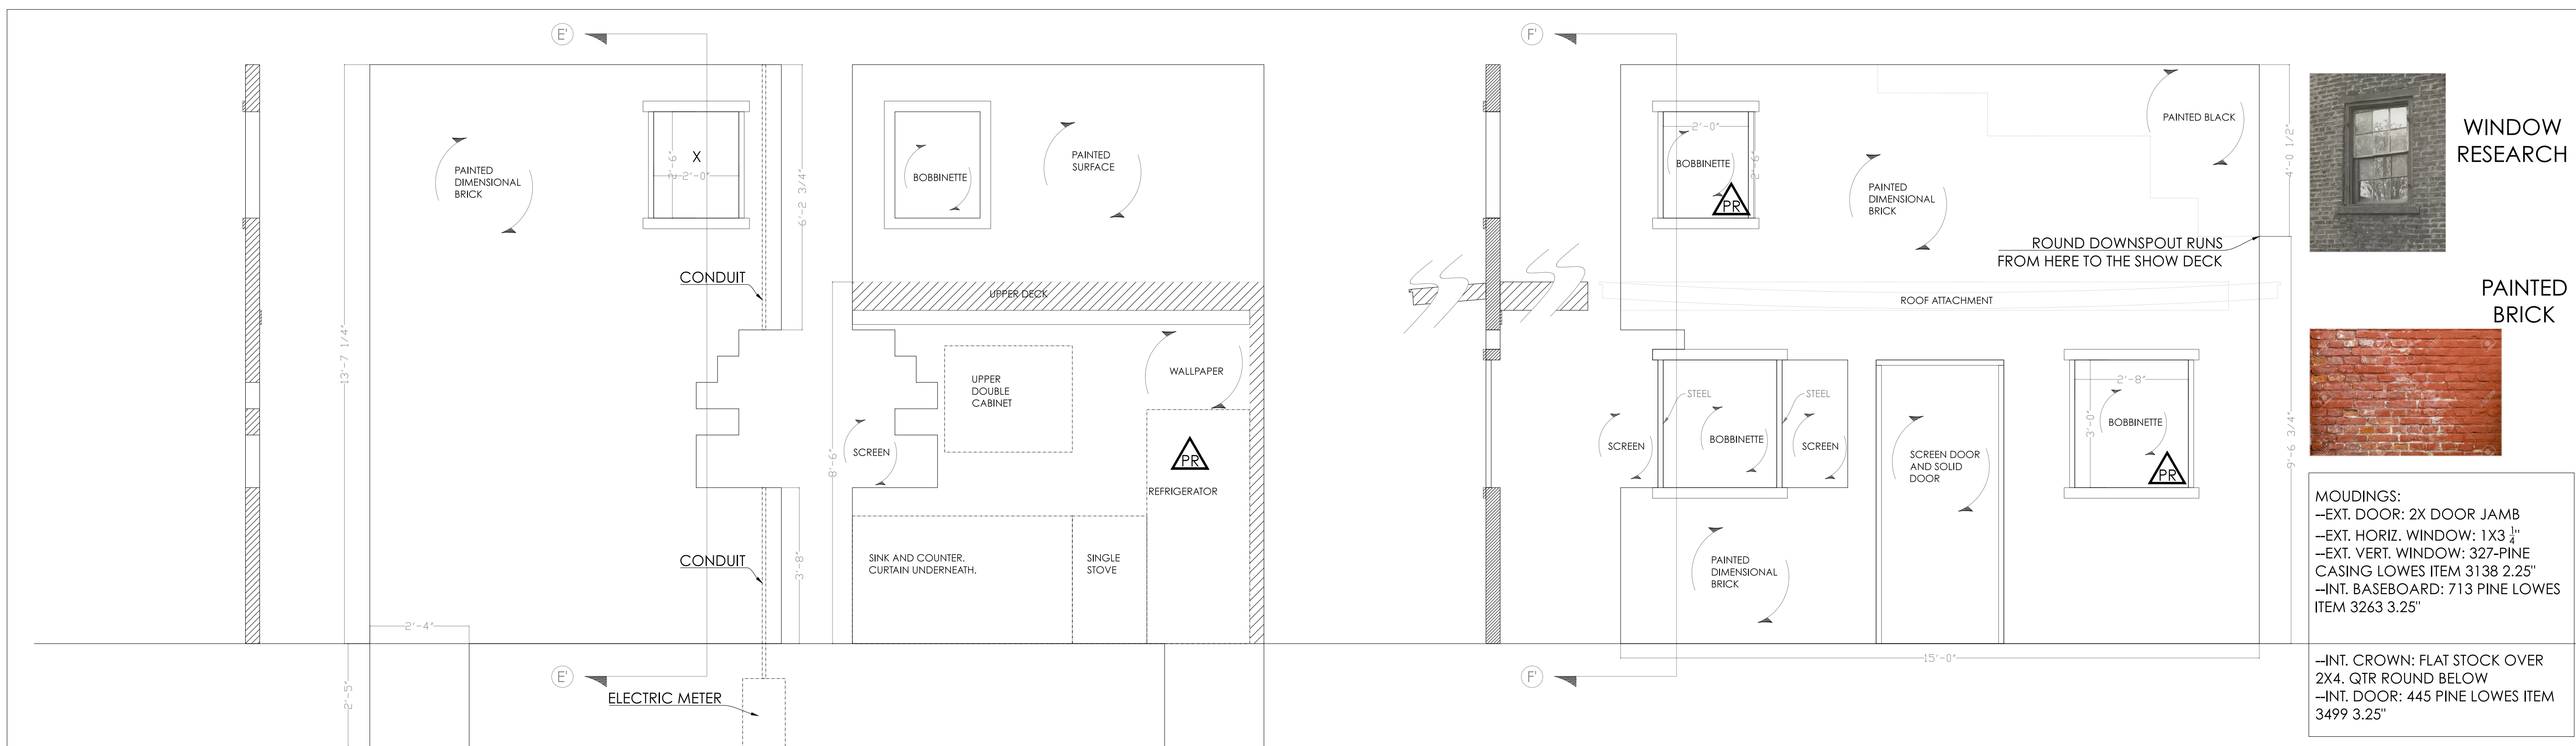 E'
PAINTED
DIMENSIONAL
BRICK
X
2'-6"
2'-0"
6'-2 3/4"
CONDUIT
13'-7 1/4"
CONDUIT
3'-8"
2'-4"
2'-5"
E'
ELECTRIC METER
BOBBINETTE
PAINTED
SURFACE
UPPER DECK
UPPER
DOUBLE
CABINET
WALLPAPER
SCREEN
8'-6"
PR
REFRIGERATOR
SINK AND COUNTER.
CURTAIN UNDERNEATH.
SINGLE
STOVE
F'
2'-0"
BOBBINETTE
2'-6"
PR
PAINTED
DIMENSIONAL
BRICK
PAINTED BLACK
4'-0 1/2"
ROUND DOWNSPOUT RUNS
FROM HERE TO THE SHOW DECK
ROOF ATTACHMENT
STEEL
STEEL
SCREEN
BOBBINETTE
SCREEN
SCREEN DOOR
AND SOLID
DOOR
2'-8"
3'-0"
BOBBINETTE
PR
9'-6 3/4"
PAINTED
DIMENSIONAL
BRICK
15'-0"
F'
WINDOW
RESEARCH
PAINTED
BRICK
MOUDINGS:
--EXT. DOOR: 2X DOOR JAMB
--EXT. HORIZ. WINDOW: 1X3 1/4"
--EXT. VERT. WINDOW: 327-PINE
CASING LOWES ITEM 3138 2.25"
--INT. BASEBOARD: 713 PINE LOWES
ITEM 3263 3.25"
--INT. CROWN: FLAT STOCK OVER
2X4. QTR ROUND BELOW
--INT. DOOR: 445 PINE LOWES ITEM
3499 3.25"